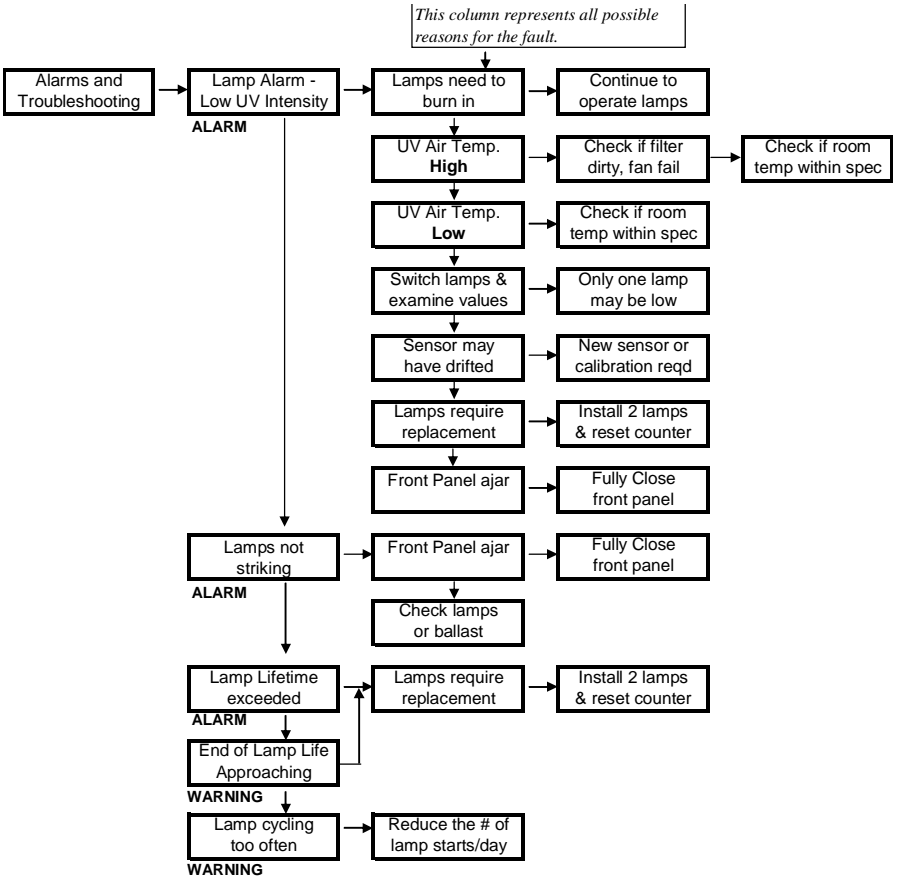 This column represents all possible
reasons for the fault.
Alarms and
Troubleshooting
Lamp Alarm -
Low UV Intensity
ALARM
Lamps need to
burn in
Continue to
operate lamps
UV Air Temp.
High
Check if filter
dirty, fan fail
Check if room
temp within spec
UV Air Temp.
Low
Check if room
temp within spec
Switch lamps &
examine values
Only one lamp
may be low
Sensor may
have drifted
New sensor or
calibration reqd
Lamps require
replacement
Install 2 lamps
& reset counter
Front Panel ajar
Fully Close
front panel
Lamps not
striking
ALARM
Front Panel ajar
Fully Close
front panel
Check lamps
or ballast
Lamp Lifetime
exceeded
ALARM
Lamps require
replacement
Install 2 lamps
& reset counter
End of Lamp Life
Approaching
WARNING
Lamp cycling
too often
WARNING
Reduce the # of
lamp starts/day